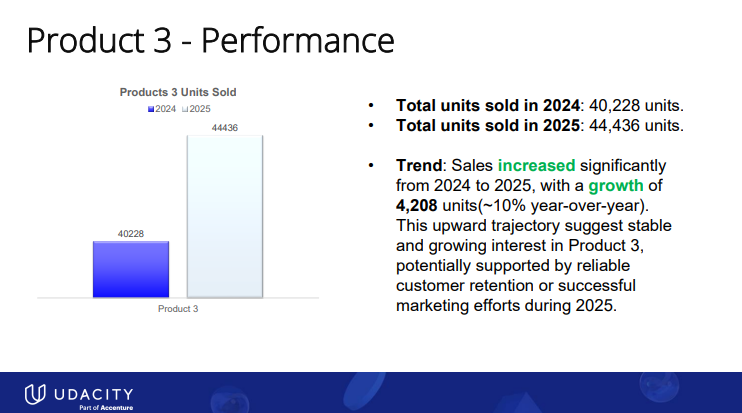 Product 3 - Performance
Products 3 Units Sold
2024 2025
44436
40228
Product 3
• Total units sold in 2024: 40,228 units.
• Total units sold in 2025: 44,436 units.
• Trend: Sales increased significantly
from 2024 to 2025, with a growth of
4,208 units(~10% year-over-year).
This upward trajectory suggest stable
and growing interest in Product 3,
potentially supported by reliable
customer retention or successful
marketing efforts during 2025.
UDACITY
Part of Accenture